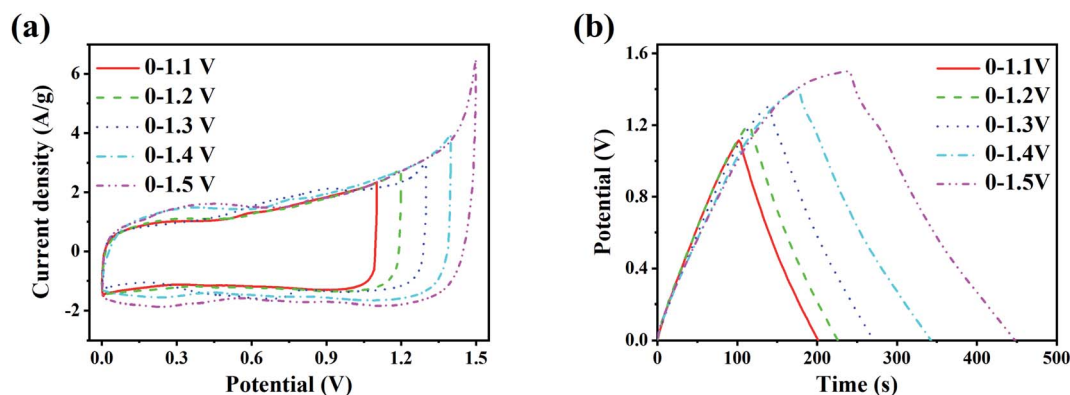 (a)
Current density (A/g)
6
4
2
0
-2
0-1.1 V
0-1.2 V
0-1.3 V
0-1.4 V
0-1.5 V
0.0 0.3 0.6 0.9 1.2 1.5
Potential (V)
(b)
Potential (V)
1.6
1.2
0.8
0.4
0.0
0-1.1V
0-1.2V
0-1.3V
0-1.4V
0-1.5V
0 100 200 300 400 500
Time (s)